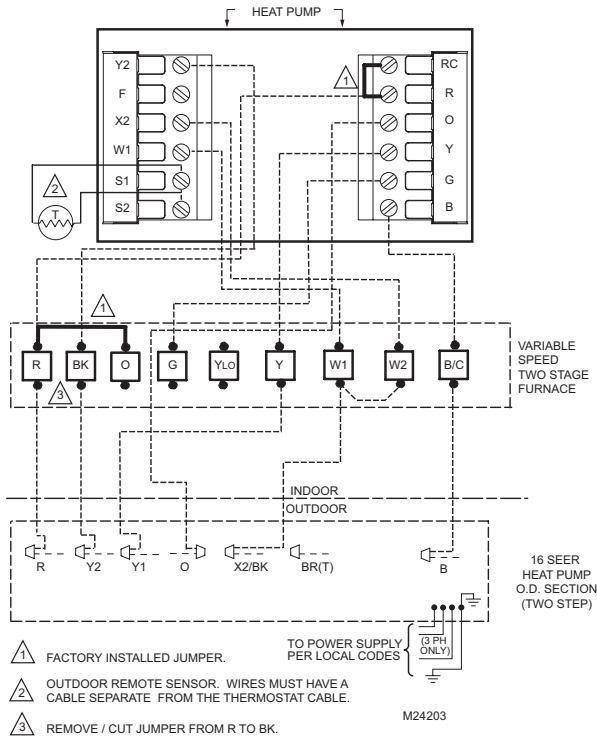 HEAT PUMP
Y2
F
X2
W1
S1
S2
RC
R
O
Y
G
B
1
2
T
1
R
BK
O
G
YLO
Y
W1
W2
B/C
3
VARIABLE
SPEED
TWO STAGE
FURNACE
INDOOR
OUTDOOR
R
Y2
Y1
O
X2/BK
BR(T)
B
16 SEER
HEAT PUMP
O.D. SECTION
(TWO STEP)
TO POWER SUPPLY
PER LOCAL CODES
(3 PH
ONLY)
1 FACTORY INSTALLED JUMPER.
2 OUTDOOR REMOTE SENSOR. WIRES MUST HAVE A
CABLE SEPARATE FROM THE THERMOSTAT CABLE.
3 REMOVE / CUT JUMPER FROM R TO BK.
M24203